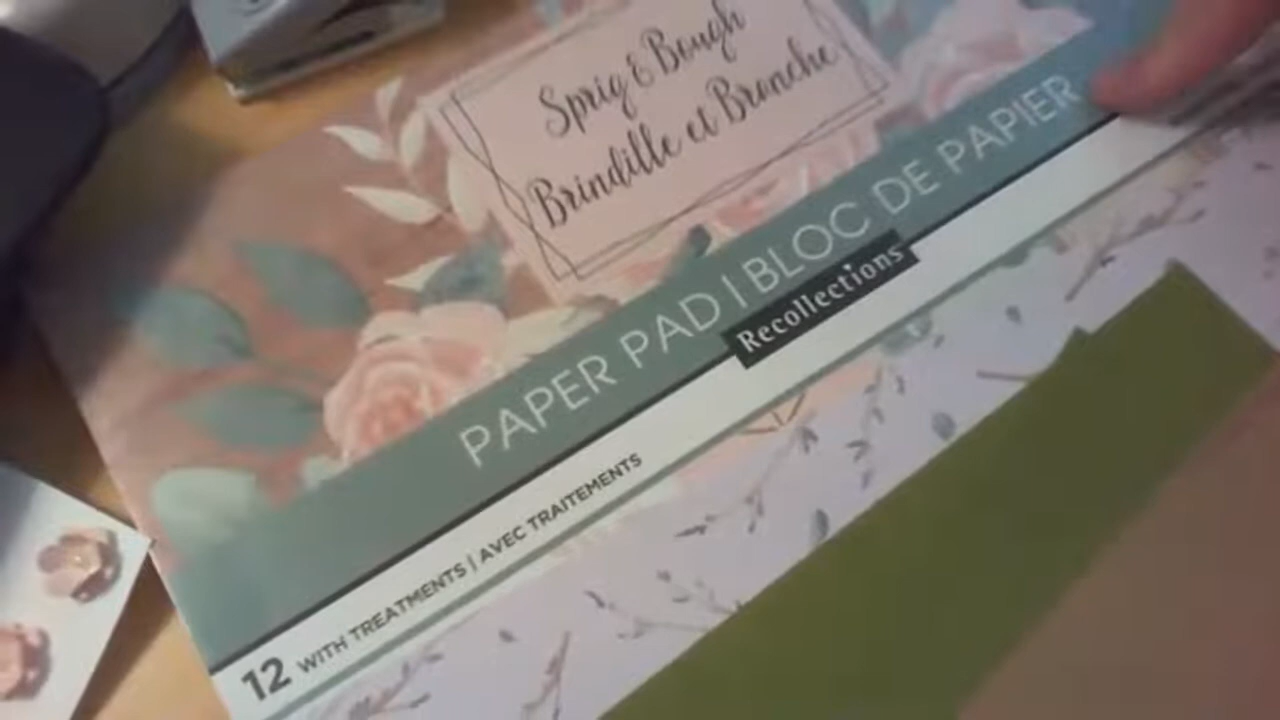 Sprig & Bough
Brindille et Branche
PAPER PAD | BLOC DE PAPIER
Recollections
12 WITH TREATMENTS | AVEC TRAITEMENTS